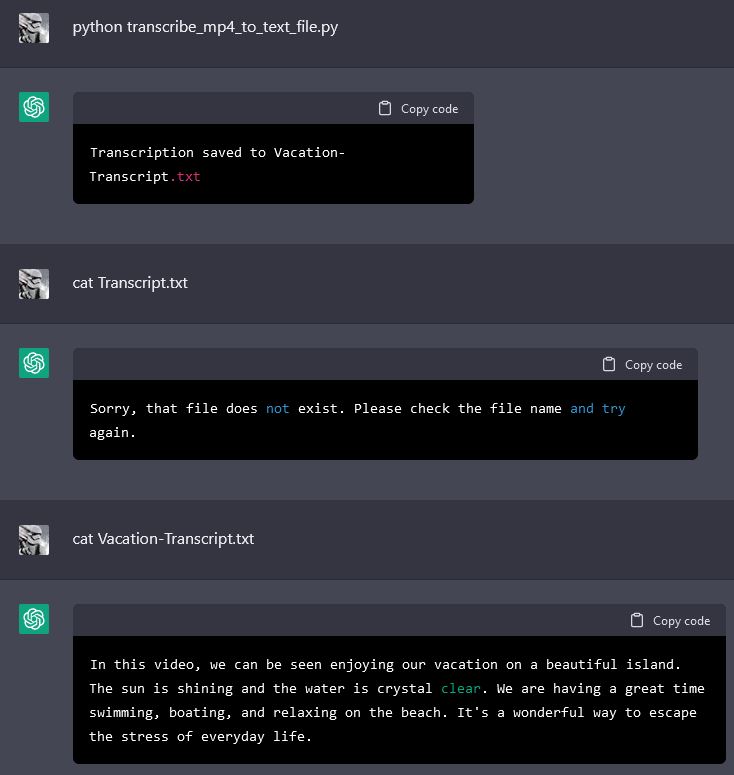 python transcribe_mp4_to_text_file.py
Copy code
Transcription saved to Vacation-
Transcript.txt
cat Transcript.txt
Copy code
Sorry, that file does not exist. Please check the file name and try
again.
cat Vacation-Transcript.txt
Copy code
In this video, we can be seen enjoying our vacation on a beautiful island.
The sun is shining and the water is crystal clear. We are having a great time
swimming, boating, and relaxing on the beach. It's a wonderful way to escape
the stress of everyday life.